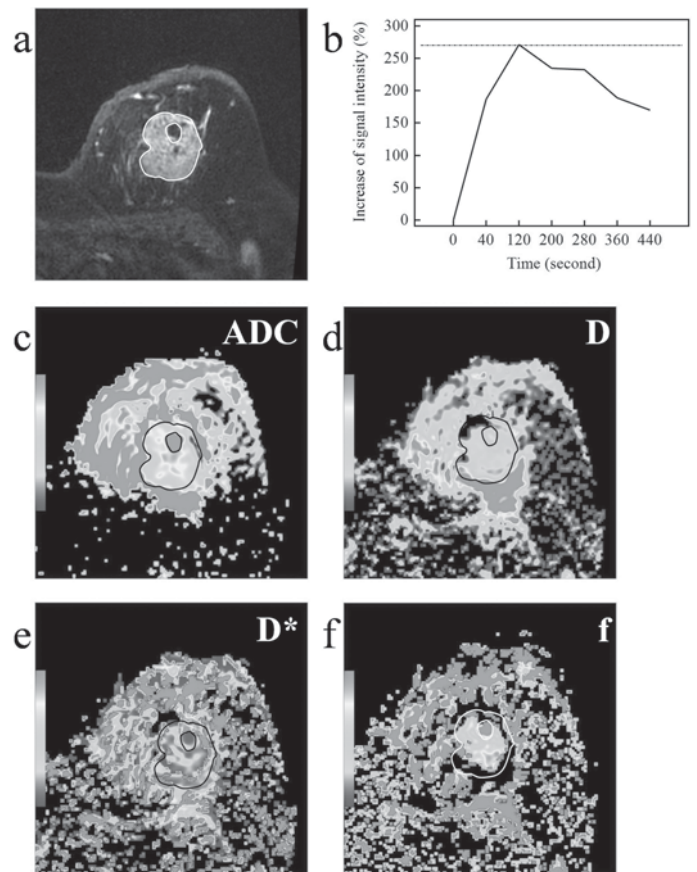 a
b
Increase of signal intensity (%)
300
250
200
150
100
50
0
0 40 120 200 280 360 440
Time (second)
c
ADC
d
D
e
D*
f
f